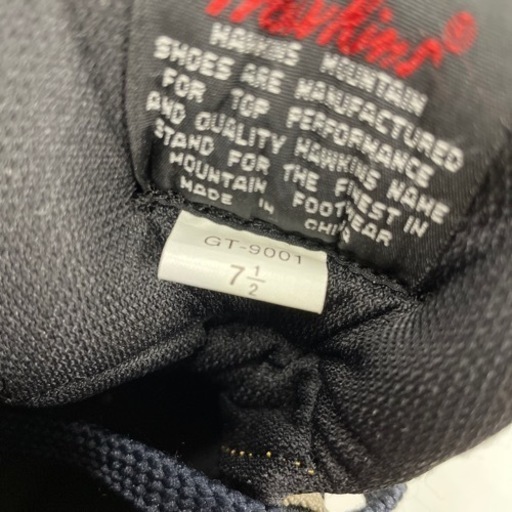 Hawkins®
HAWKINS MOUNTAIN
SHOES ARE MANUFACTURED
FOR TOP PERFORMANCE
AND QUALITY HAWKINS NAME
STAND FOR THE FINEST IN
MOUNTAIN FOOTWEAR
MADE IN CHINA
GT-9001
7 1/2